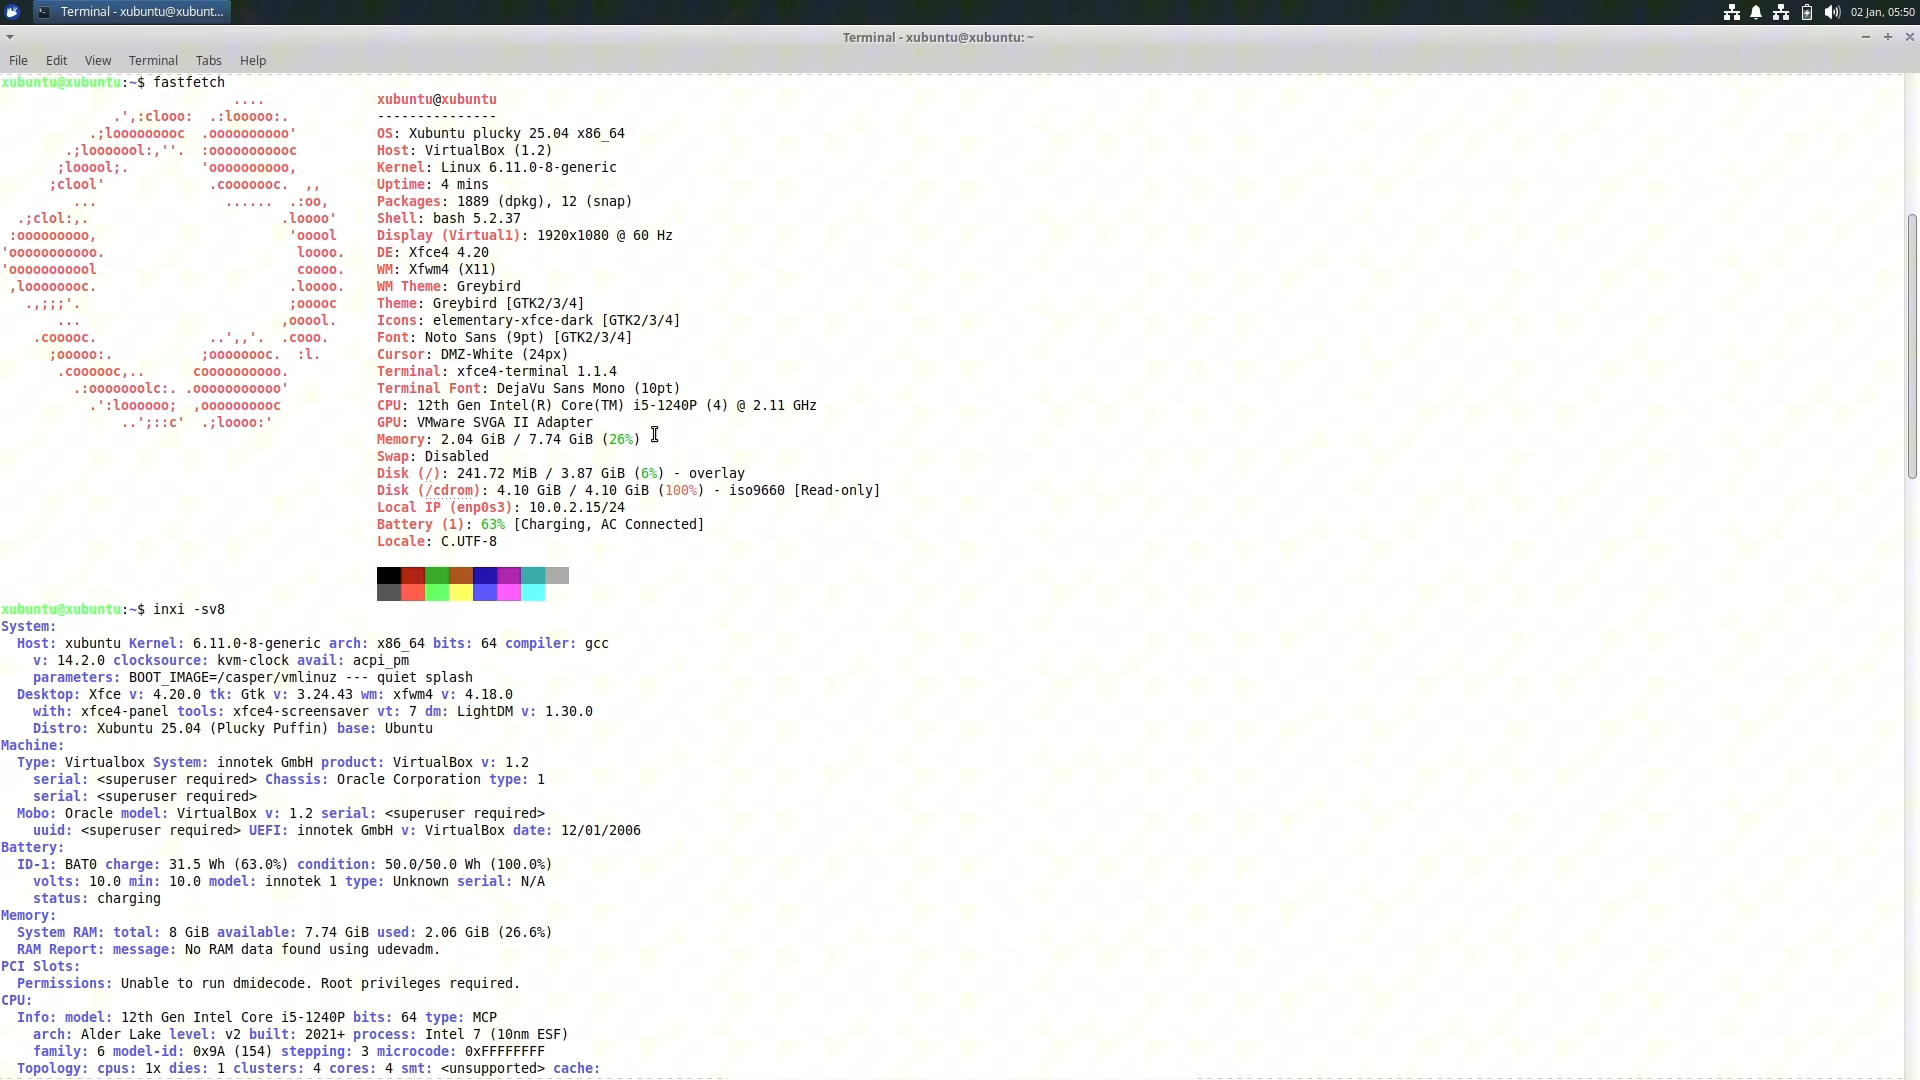 Terminal - xubuntu@xubunt...
02 Jan, 05:50
Terminal - xubuntu@xubuntu: ~
File Edit View Terminal Tabs Help
xubuntu@xubuntu:~$ fastfetch
xubuntu@xubuntu
---------------
OS: Xubuntu plucky 25.04 x86_64
Host: VirtualBox (1.2)
Kernel: Linux 6.11.0-8-generic
Uptime: 4 mins
Packages: 1889 (dpkg), 12 (snap)
Shell: bash 5.2.37
Display (Virtual1): 1920x1080 @ 60 Hz
DE: Xfce4 4.20
WM: Xfwm4 (X11)
WM Theme: Greybird
Theme: Greybird [GTK2/3/4]
Icons: elementary-xfce-dark [GTK2/3/4]
Font: Noto Sans (9pt) [GTK2/3/4]
Cursor: DMZ-White (24px)
Terminal: xfce4-terminal 1.1.4
Terminal Font: DejaVu Sans Mono (10pt)
CPU: 12th Gen Intel(R) Core(TM) i5-1240P (4) @ 2.11 GHz
GPU: VMware SVGA II Adapter
Memory: 2.04 GiB / 7.74 GiB (26%)
Swap: Disabled
Disk (/): 241.72 MiB / 3.87 GiB (6%) - overlay
Disk (/cdrom): 4.10 GiB / 4.10 GiB (100%) - iso9660 [Read-only]
Local IP (enp0s3): 10.0.2.15/24
Battery (1): 63% [Charging, AC Connected]
Locale: C.UTF-8
xubuntu@xubuntu:~$ inxi -sv8
System:
Host: xubuntu Kernel: 6.11.0-8-generic arch: x86_64 bits: 64 compiler: gcc
v: 14.2.0 clocksource: kvm-clock avail: acpi_pm
parameters: BOOT_IMAGE=/casper/vmlinuz --- quiet splash
Desktop: Xfce v: 4.20.0 tk: Gtk v: 3.24.43 wm: xfwm4 v: 4.18.0
with: xfce4-panel tools: xfce4-screensaver vt: 7 dm: LightDM v: 1.30.0
Distro: Xubuntu 25.04 (Plucky Puffin) base: Ubuntu
Machine:
Type: Virtualbox System: innotek GmbH product: VirtualBox v: 1.2
serial: <superuser required> Chassis: Oracle Corporation type: 1
serial: <superuser required>
Mobo: Oracle model: VirtualBox v: 1.2 serial: <superuser required>
uuid: <superuser required> UEFI: innotek GmbH v: VirtualBox date: 12/01/2006
Battery:
ID-1: BAT0 charge: 31.5 Wh (63.0%) condition: 50.0/50.0 Wh (100.0%)
volts: 10.0 min: 10.0 model: innotek 1 type: Unknown serial: N/A
status: charging
Memory:
System RAM: total: 8 GiB available: 7.74 GiB used: 2.06 GiB (26.6%)
RAM Report: message: No RAM data found using udevadm.
PCI Slots:
Permissions: Unable to run dmidecode. Root privileges required.
CPU:
Info: model: 12th Gen Intel Core i5-1240P bits: 64 type: MCP
arch: Alder Lake level: v2 built: 2021+ process: Intel 7 (10nm ESF)
family: 6 model-id: 0x9A (154) stepping: 3 microcode: 0xFFFFFFFF
Topology: cpus: 1x dies: 1 clusters: 4 cores: 4 smt: <unsupported> cache: